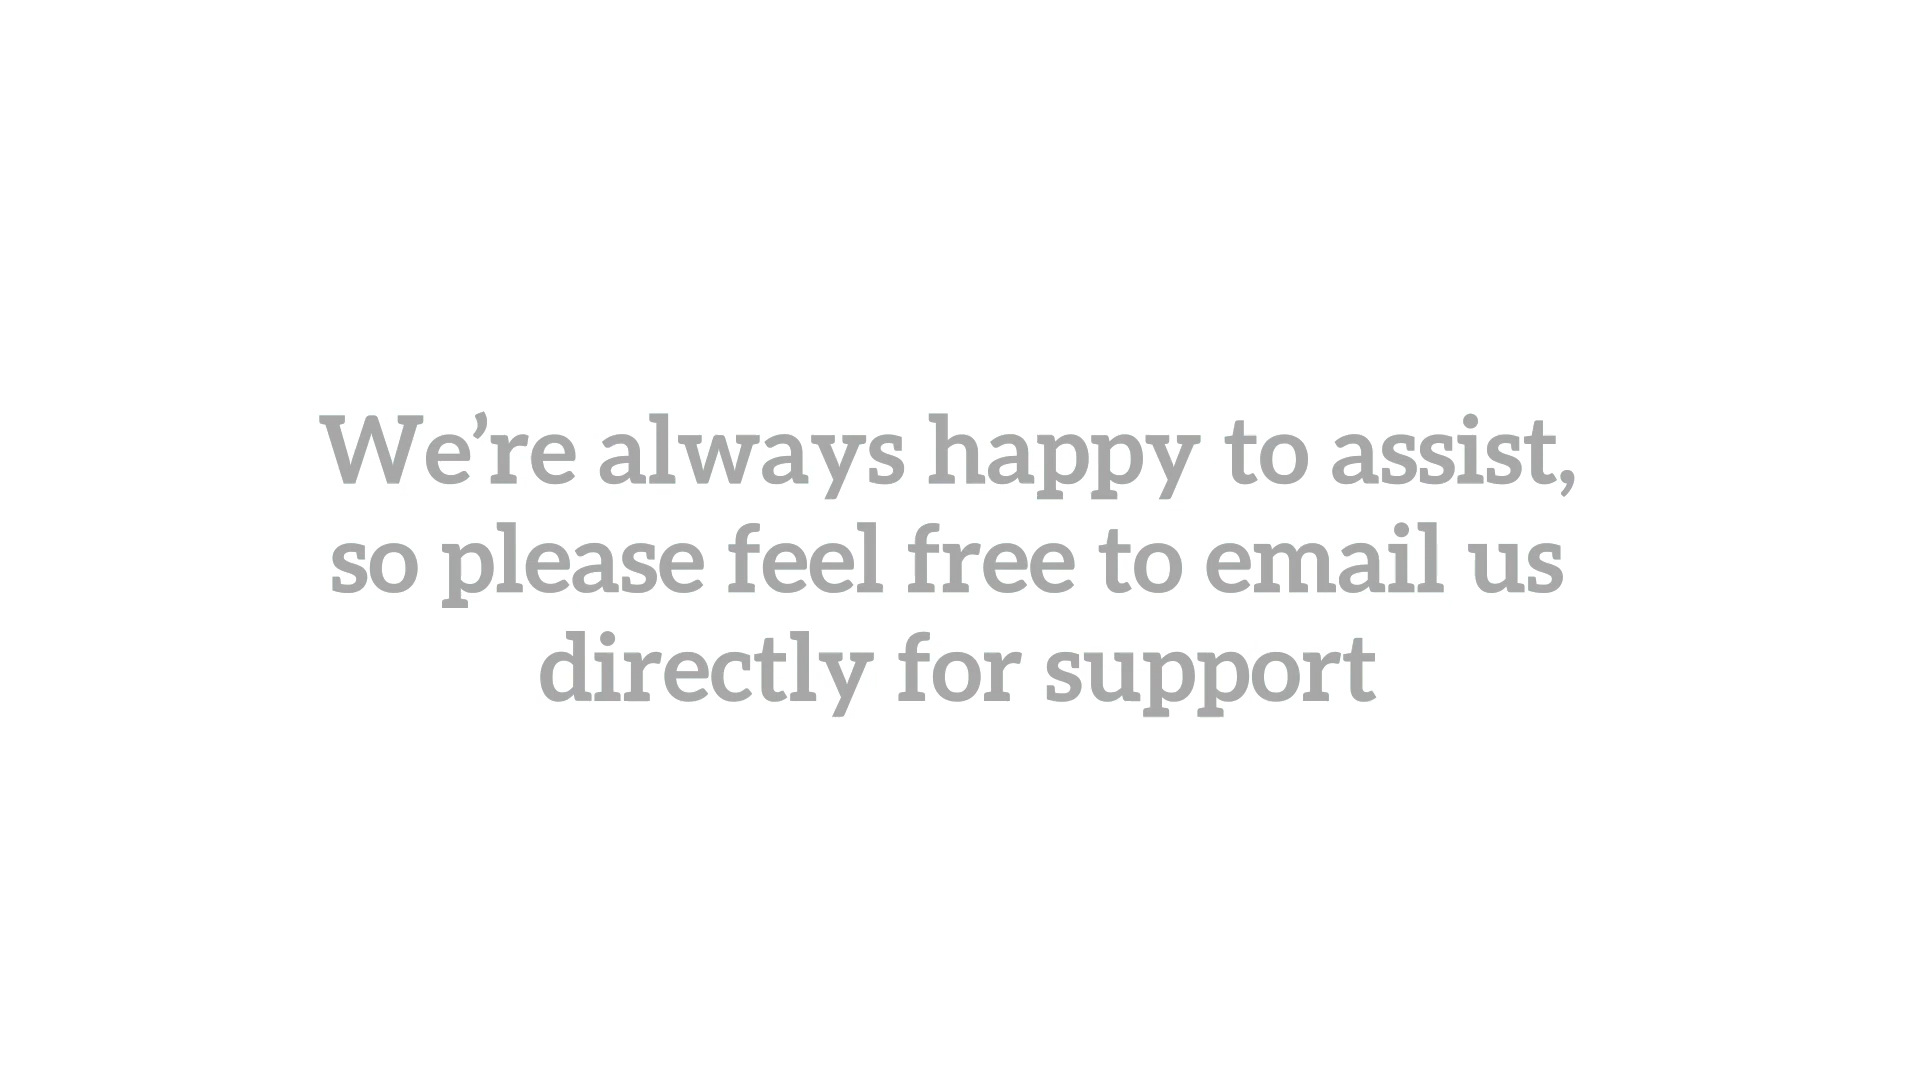 We’re always happy to assist,
so please feel free to email us
directly for support